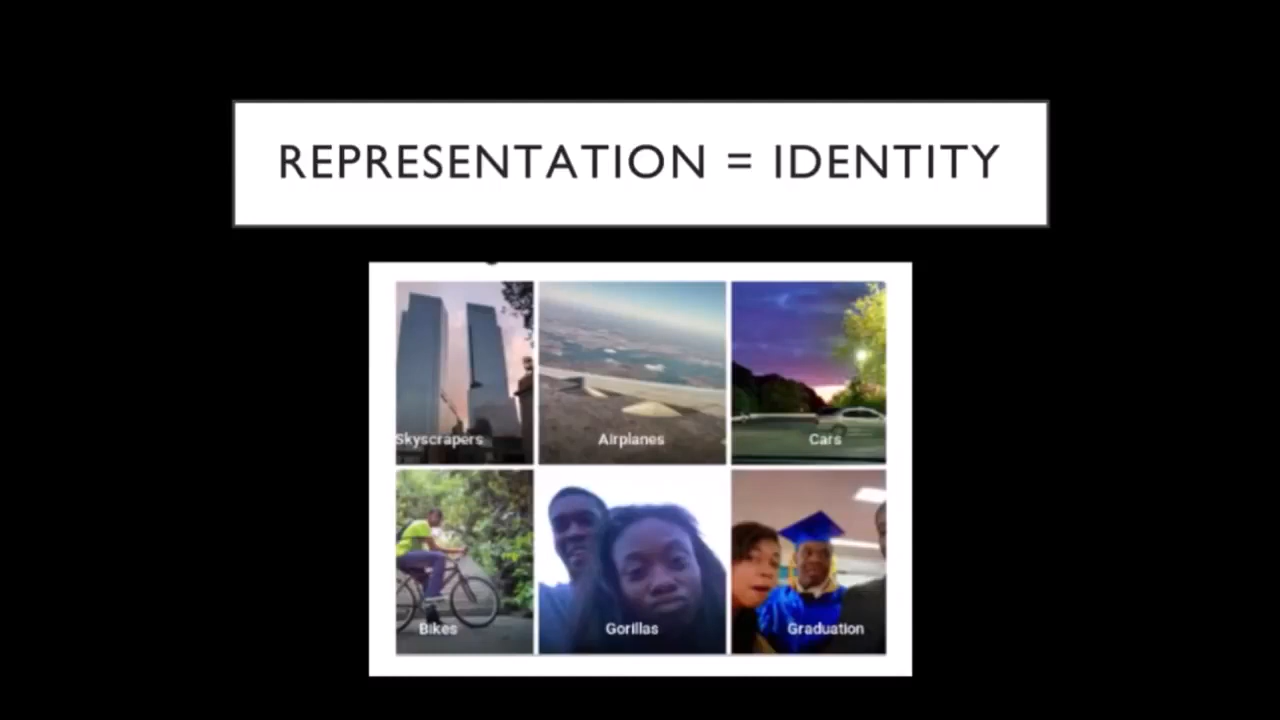 REPRESENTATION = IDENTITY
Skyscrapers
Airplanes
Cars
Bikes
Gorillas
Graduation